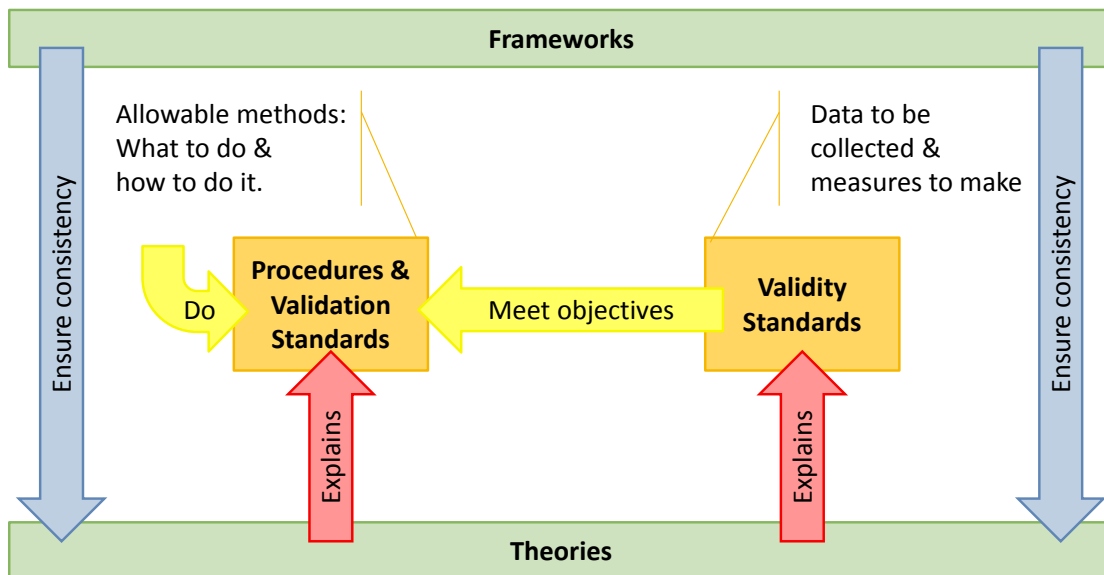 Frameworks
Allowable methods:
What to do &
how to do it.
Data to be
collected &
measures to make
Ensure consistency
Ensure consistency
Do
Procedures &
Validation
Standards
Meet objectives
Validity
Standards
Explains
Explains
Theories